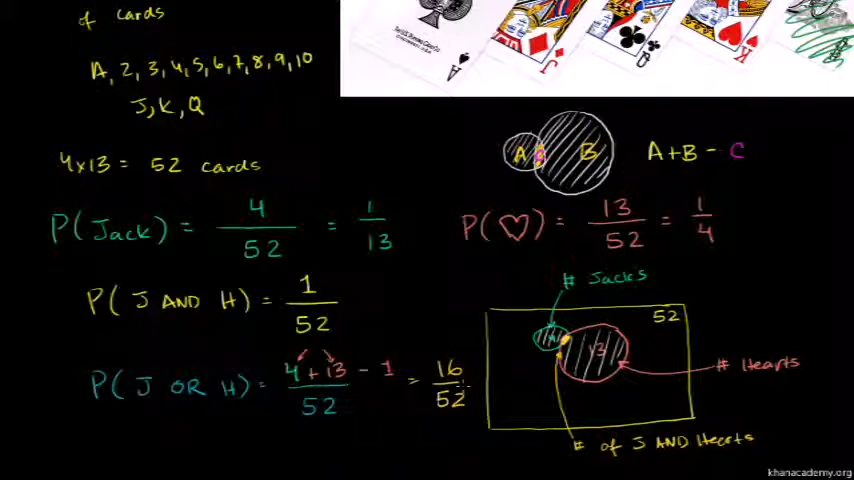 of cards
A, 2, 3, 4, 5, 6, 7, 8, 9, 10
J, K, Q
4x13 = 52 cards
A
J
Q
K
A C B A+B - C
P(Jack) = 4/52 = 1/13
P(♡) = 13/52 = 1/4
P(J AND H) = 1/52
P(J OR H) = 4 + 13 - 1/52 = 16/52
# Jacks
52
4 13
# Hearts
# of J AND Hearts
khanacademy.org